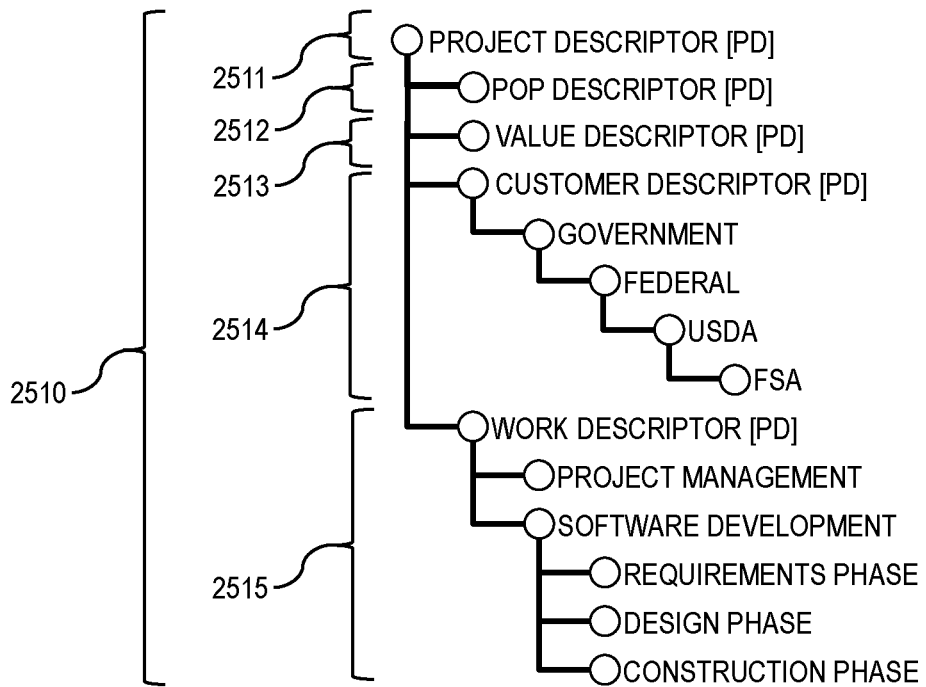 PROJECT DESCRIPTOR [PD]
2511
POP DESCRIPTOR [PD]
2512
VALUE DESCRIPTOR [PD]
2513
CUSTOMER DESCRIPTOR [PD]
GOVERNMENT
FEDERAL
2514
USDA
FSA
2510
WORK DESCRIPTOR [PD]
PROJECT MANAGEMENT
SOFTWARE DEVELOPMENT
REQUIREMENTS PHASE
2515
DESIGN PHASE
CONSTRUCTION PHASE